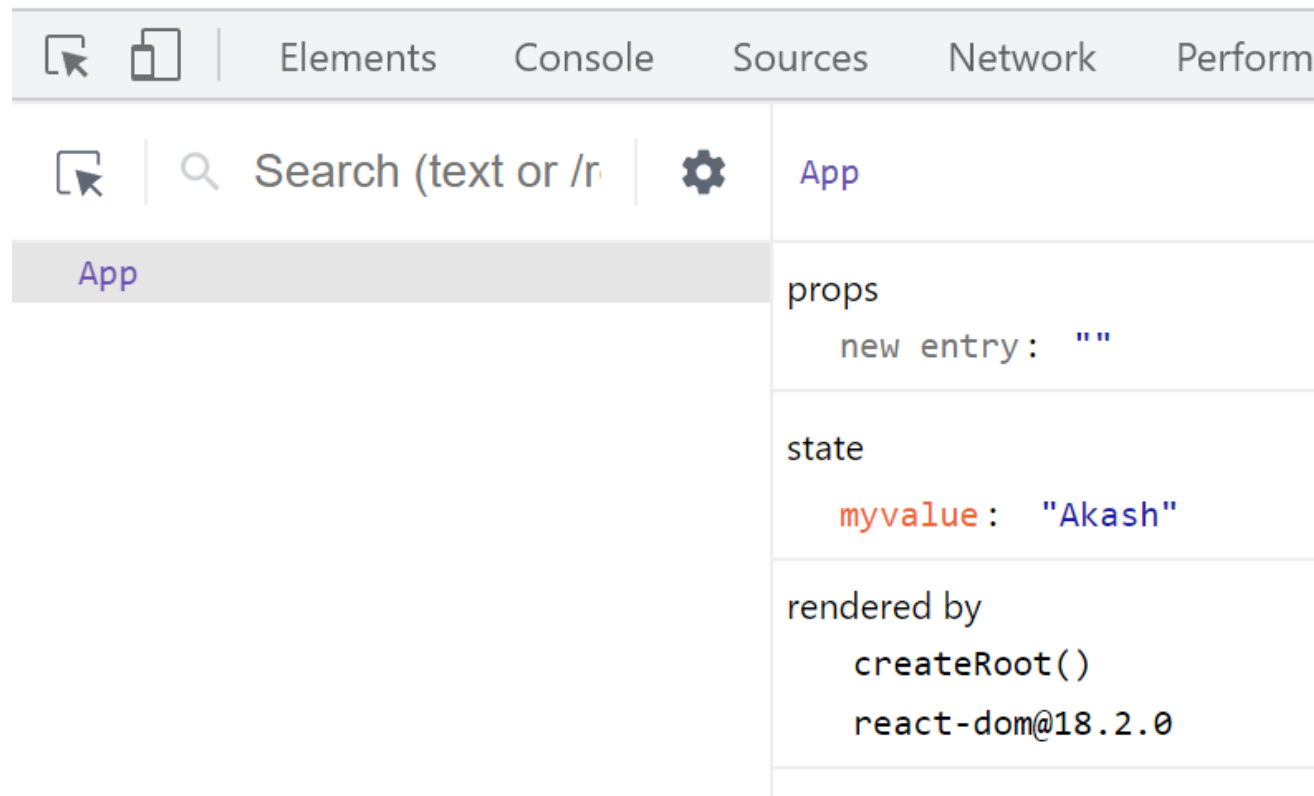 Elements Console Sources Network Perform
Search (text or /r
App
App
props
new entry: ""
state
myvalue: "Akash"
rendered by
createRoot()
react-dom@18.2.0